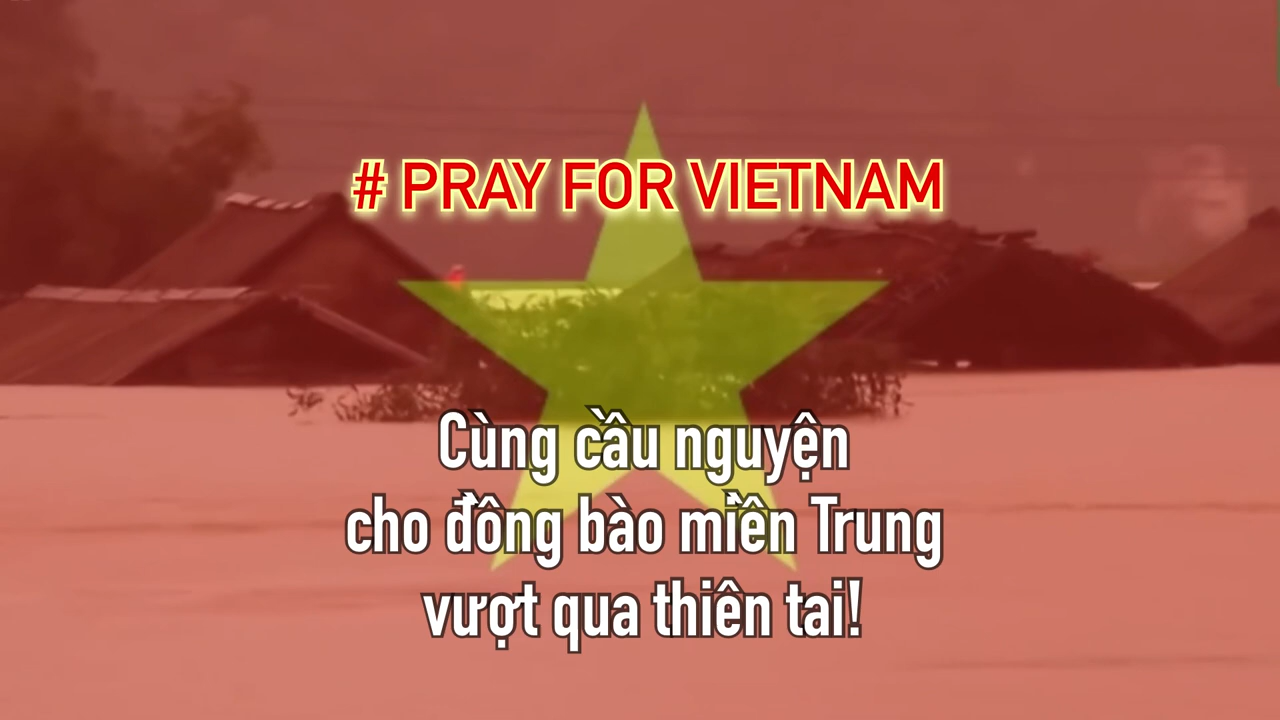 # PRAY FOR VIETNAM
Cùng cầu nguyện
cho đồng bào miền Trung
vượt qua thiên tai!